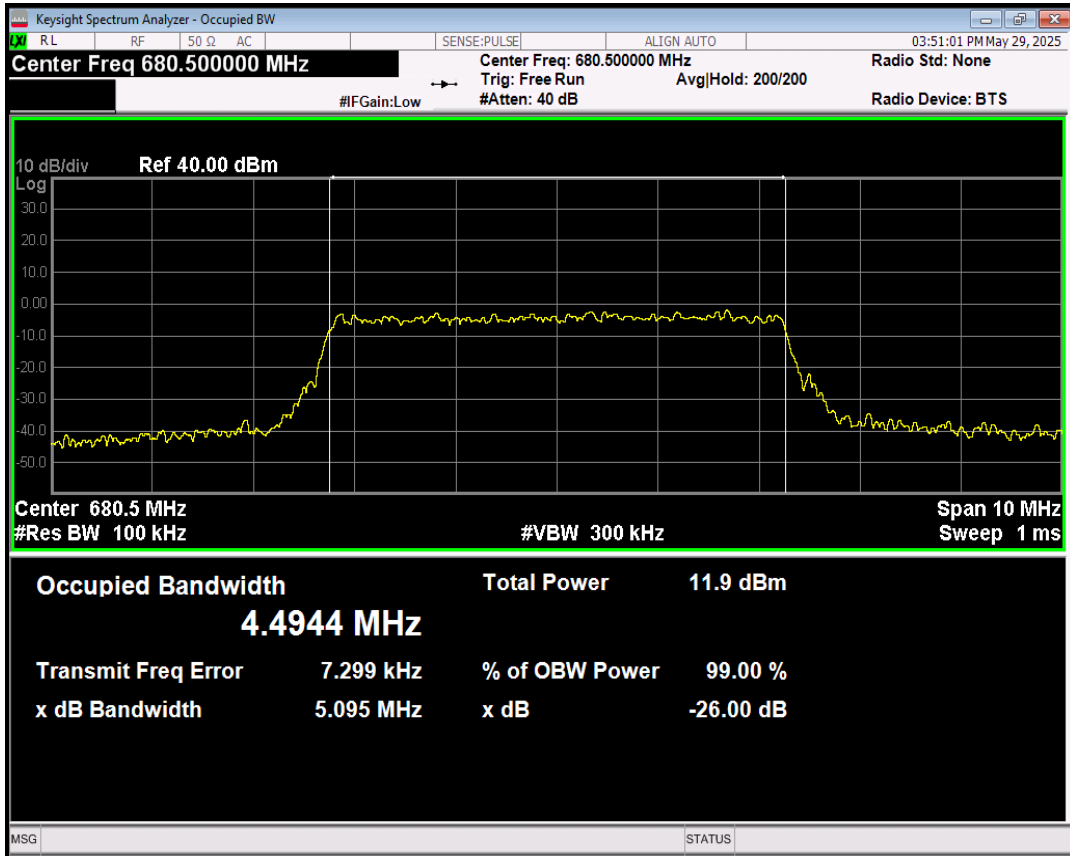 Keysight Spectrum Analyzer - Occupied BW
LXI RL RF 50 Ω AC SENSE:PULSE ALIGN AUTO 03:51:01 PM May 29, 2025
Center Freq 680.500000 MHz Center Freq: 680.500000 MHz Radio Std: None
Trig: Free Run Avg|Hold: 200/200
#IFGain:Low #Atten: 40 dB Radio Device: BTS
10 dB/div Ref 40.00 dBm
Log
30.0
20.0
10.0
0.00
-10.0
-20.0
-30.0
-40.0
-50.0
Center 680.5 MHz Span 10 MHz
#Res BW 100 kHz #VBW 300 kHz Sweep 1 ms
Occupied Bandwidth Total Power 11.9 dBm
4.4944 MHz
Transmit Freq Error 7.299 kHz % of OBW Power 99.00 %
x dB Bandwidth 5.095 MHz x dB -26.00 dB
MSG STATUS